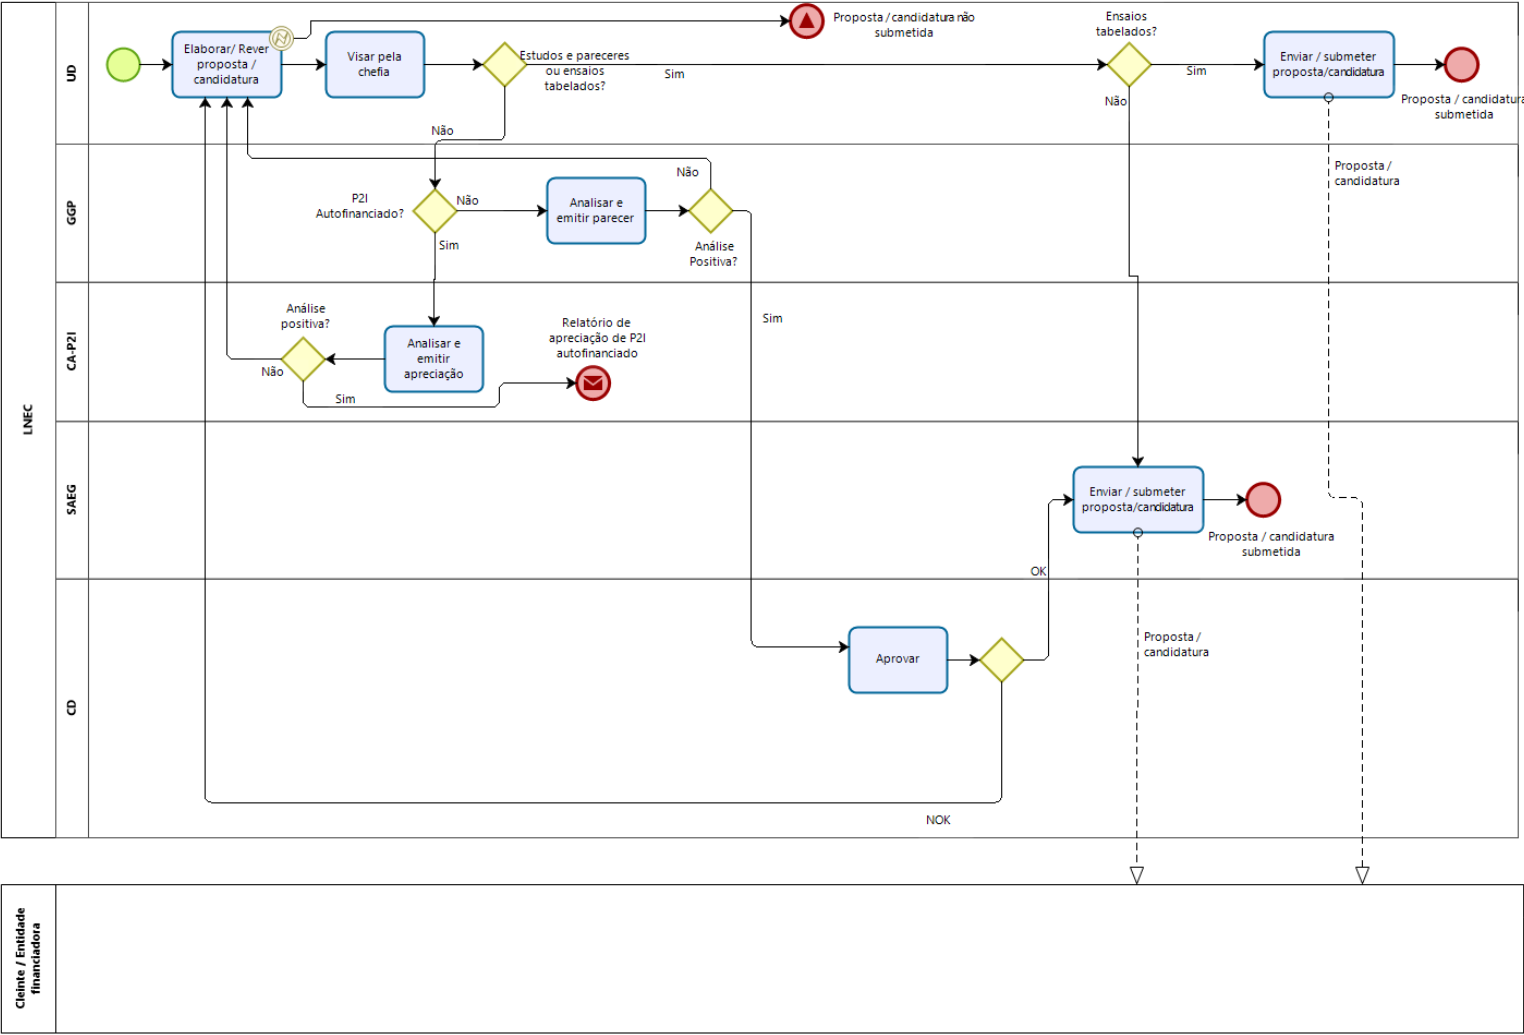 LNEC
UD
Elaborar/ Rever
proposta /
candidatura
Visar pela
chefia
Estudos e pareceres
ou ensaios
tabelados?
Sim
Não
Proposta / candidatura não
submetida
Ensaios
tabelados?
Sim
Não
Enviar / submeter
proposta/candidatura
Proposta / candidatura
submetida
Proposta /
candidatura
GGP
P2I
Autofinanciado?
Não
Sim
Analisar e
emitir parecer
Não
Análise
Positiva?
Sim
CA-P2I
Análise
positiva?
Não
Sim
Analisar e
emitir
apreciação
Relatório de
apreciação de P2I
autofinanciado
SAEG
Enviar / submeter
proposta/candidatura
Proposta / candidatura
submetida
OK
CD
Aprovar
Proposta /
candidatura
NOK
Cleinte / Entidade
financiadora